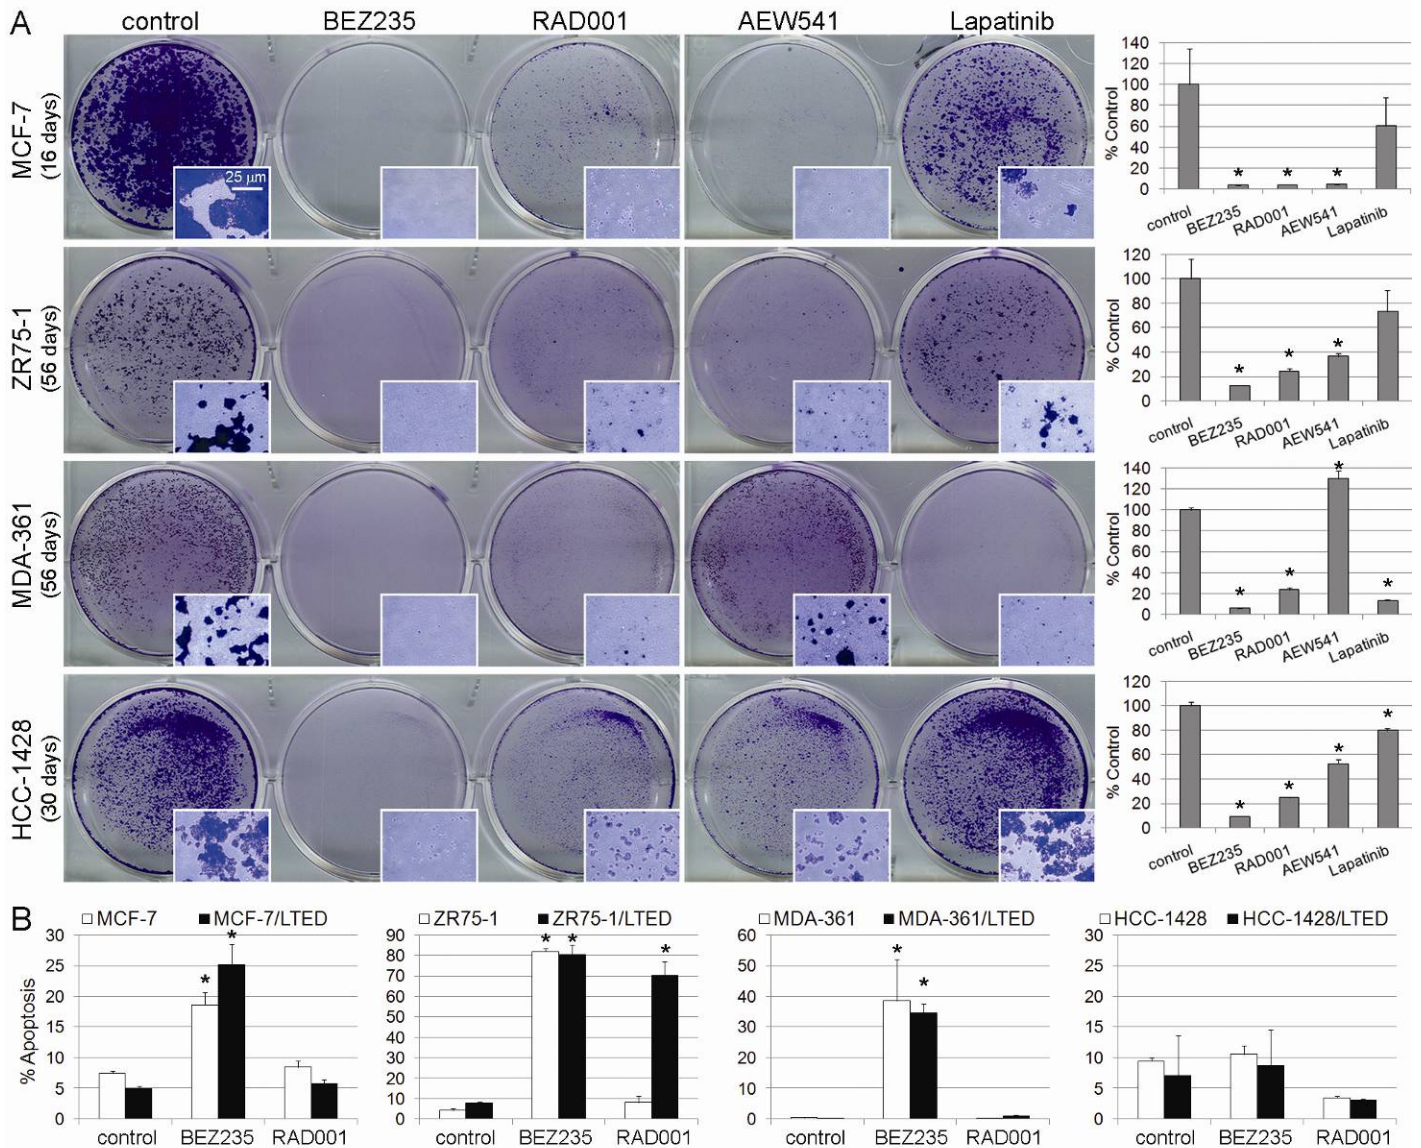 A
control BEZ235 RAD001 AEW541 Lapatinib
MCF-7
(16 days)
25 µm
140
120
100
80
60
40
20
0
% Control
control BEZ235 RAD001 AEW541 Lapatinib
* * *
ZR75-1
(56 days)
120
100
80
60
40
20
0
% Control
control BEZ235 RAD001 AEW541 Lapatinib
* * *
MDA-361
(56 days)
140
120
100
80
60
40
20
0
% Control
control BEZ235 RAD001 AEW541 Lapatinib
* * * *
HCC-1428
(30 days)
120
100
80
60
40
20
0
% Control
control BEZ235 RAD001 AEW541 Lapatinib
* * * *
B
MCF-7 MCF-7/LTED
% Apoptosis
30
25
20
15
10
5
0
* *
control BEZ235 RAD001
ZR75-1 ZR75-1/LTED
90
80
70
60
50
40
30
20
10
0
* * *
control BEZ235 RAD001
MDA-361 MDA-361/LTED
60
50
40
30
20
10
0
* *
control BEZ235 RAD001
HCC-1428 HCC-1428/LTED
30
25
20
15
10
5
0
control BEZ235 RAD001